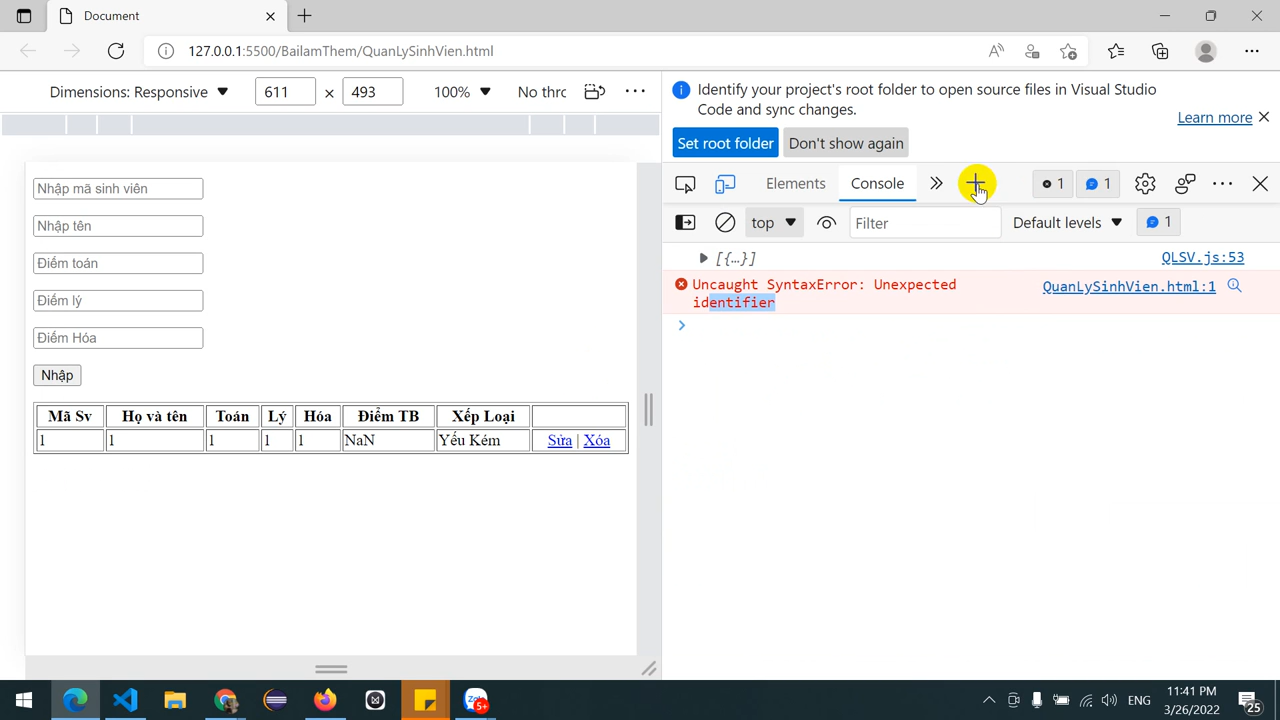 Document
127.0.0.1:5500/BailamThem/QuanLySinhVien.html
Dimensions: Responsive
611 × 493
100%
No thrc
Identify your project's root folder to open source files in Visual Studio
Code and sync changes.
Learn more
Set root folder
Don't show again
Elements
Console
1
1
top
Filter
Default levels
1
[{…}]
QLSV.js:53
Uncaught SyntaxError: Unexpected
identifier
QuanLySinhVien.html:1
Nhập mã sinh viên
Nhập tên
Điểm toán
Điểm lý
Điểm Hóa
Nhập
Mã Sv Họ và tên Toán Lý Hóa Điểm TB Xếp Loại
1 1 1 1 1 NaN Yếu Kém Sửa | Xóa
5+
ENG
11:41 PM
3/26/2022
25